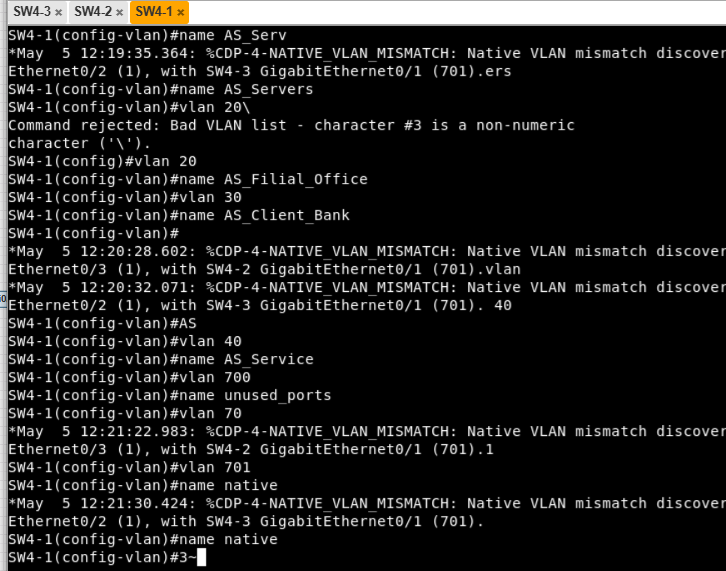 SW4-3 × SW4-2 × SW4-1 ×
SW4-1(config-vlan)#name AS_Serv
*May  5 12:19:35.364: %CDP-4-NATIVE_VLAN_MISMATCH: Native VLAN mismatch discover
Ethernet0/2 (1), with SW4-3 GigabitEthernet0/1 (701).ers
SW4-1(config-vlan)#name AS_Servers
SW4-1(config-vlan)#vlan 20\
Command rejected: Bad VLAN list - character #3 is a non-numeric
character ('\').
SW4-1(config)#vlan 20
SW4-1(config-vlan)#name AS_Filial_Office
SW4-1(config-vlan)#vlan 30
SW4-1(config-vlan)#name AS_Client_Bank
SW4-1(config-vlan)#
*May  5 12:20:28.602: %CDP-4-NATIVE_VLAN_MISMATCH: Native VLAN mismatch discover
Ethernet0/3 (1), with SW4-2 GigabitEthernet0/1 (701).vlan
*May  5 12:20:32.071: %CDP-4-NATIVE_VLAN_MISMATCH: Native VLAN mismatch discover
Ethernet0/2 (1), with SW4-3 GigabitEthernet0/1 (701). 40
SW4-1(config-vlan)#AS
SW4-1(config-vlan)#vlan 40
SW4-1(config-vlan)#name AS_Service
SW4-1(config-vlan)#vlan 700
SW4-1(config-vlan)#name unused_ports
SW4-1(config-vlan)#vlan 70
*May  5 12:21:22.983: %CDP-4-NATIVE_VLAN_MISMATCH: Native VLAN mismatch discover
Ethernet0/3 (1), with SW4-2 GigabitEthernet0/1 (701).1
SW4-1(config-vlan)#vlan 701
SW4-1(config-vlan)#name native
*May  5 12:21:30.424: %CDP-4-NATIVE_VLAN_MISMATCH: Native VLAN mismatch discover
Ethernet0/2 (1), with SW4-3 GigabitEthernet0/1 (701).
SW4-1(config-vlan)#name native
SW4-1(config-vlan)#3~